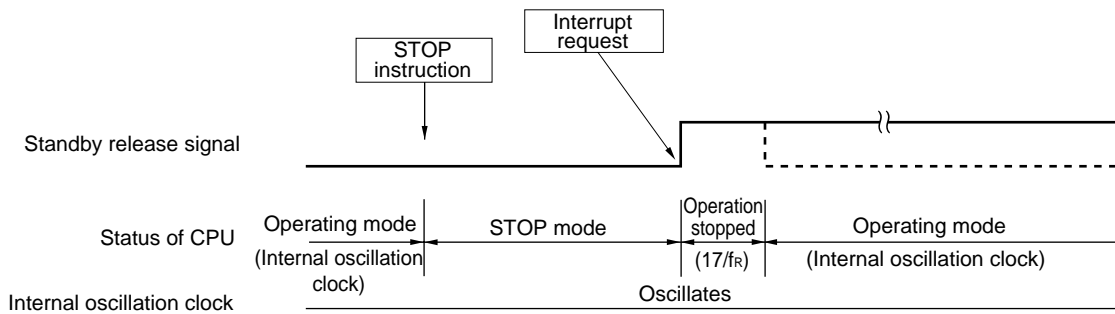 Interrupt
request
STOP
instruction
Standby release signal
Status of CPU
Operating mode
(Internal oscillation
clock)
STOP mode
Operation
stopped
(17/fR)
Operating mode
(Internal oscillation clock)
Internal oscillation clock
Oscillates